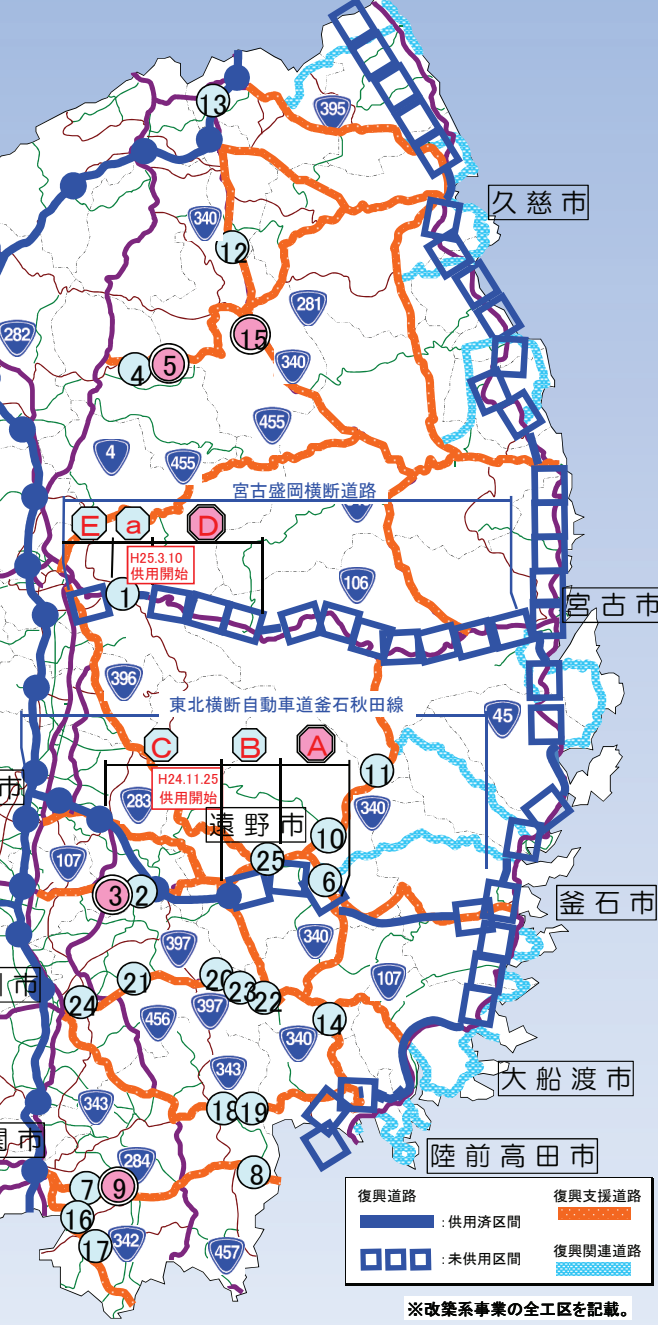 13
395
久慈市
340
12
281
282
15
5
4
340
455
4
455
宮古盛岡横断道路
E
a
D
H25.3.10
供用開始
106
1
宮古市
396
東北横断自動車道釜石秋田線
45
C
B
A
H24.11.25
供用開始
11
市
283
340
遠野市
10
107
25
6
3
2
釜石市
397
340
20
21
23
22
107
市
24
397
456
14
340
大船渡市
343
343
18
19
市
陸前高田市
284
8
7
9
16
342
17
457
復興道路
復興支援道路
:供用済区間
:未供用区間
復興関連道路
※改築系事業の全工区を記載。